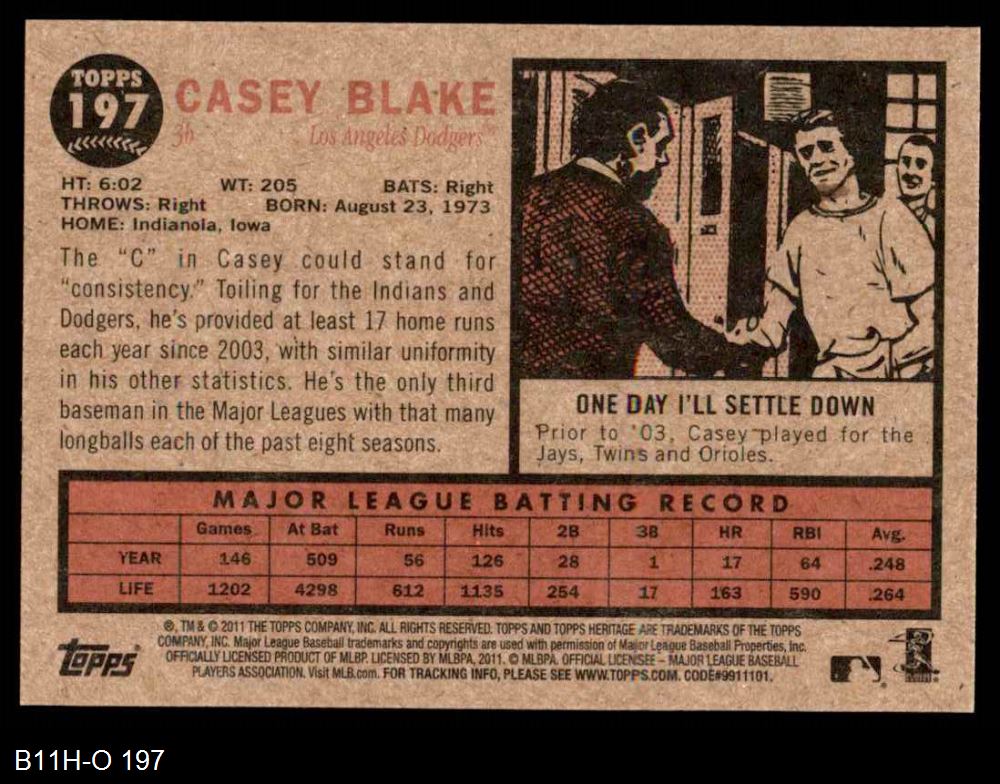 TOPPS
197
CASEY BLAKE
3b Los Angeles Dodgers™
HT: 6:02 WT: 205 BATS: Right
THROWS: Right BORN: August 23, 1973
HOME: Indianola, Iowa
The "C" in Casey could stand for
"consistency." Toiling for the Indians and
Dodgers, he's provided at least 17 home runs
each year since 2003, with similar uniformity
in his other statistics. He's the only third
baseman in the Major Leagues with that many
longballs each of the past eight seasons.
ONE DAY I'LL SETTLE DOWN
Prior to '03, Casey played for the
Jays, Twins and Orioles.
MAJOR LEAGUE BATTING RECORD
Games At Bat Runs Hits 2B 3B HR RBI Avg.
YEAR 146 509 56 126 28 1 17 64 .248
LIFE 1202 4298 612 1135 254 17 163 590 .264
®, TM & © 2011 THE TOPPS COMPANY, INC. ALL RIGHTS RESERVED. TOPPS AND TOPPS HERITAGE ARE TRADEMARKS OF THE TOPPS
COMPANY, INC. Major League Baseball trademarks and copyrights are used with permission of Major League Baseball Properties, Inc.
OFFICIALLY LICENSED PRODUCT OF MLBP. LICENSED BY MLBPA, 2011. © MLBPA. OFFICIAL LICENSEE – MAJOR LEAGUE BASEBALL
PLAYERS ASSOCIATION. Visit MLB.com. FOR TRACKING INFO, PLEASE SEE WWW.TOPPS.COM. CODE#9911101.
topps
B11H-O 197